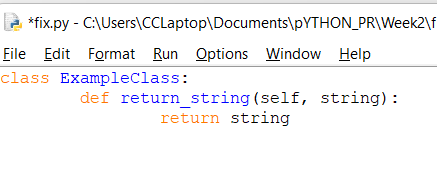 *fix.py - C:\Users\CCLaptop\Documents\pYTHON_PR\Week2\f
File Edit Format Run Options Window Help
class ExampleClass:
        def return_string(self, string):
                return string